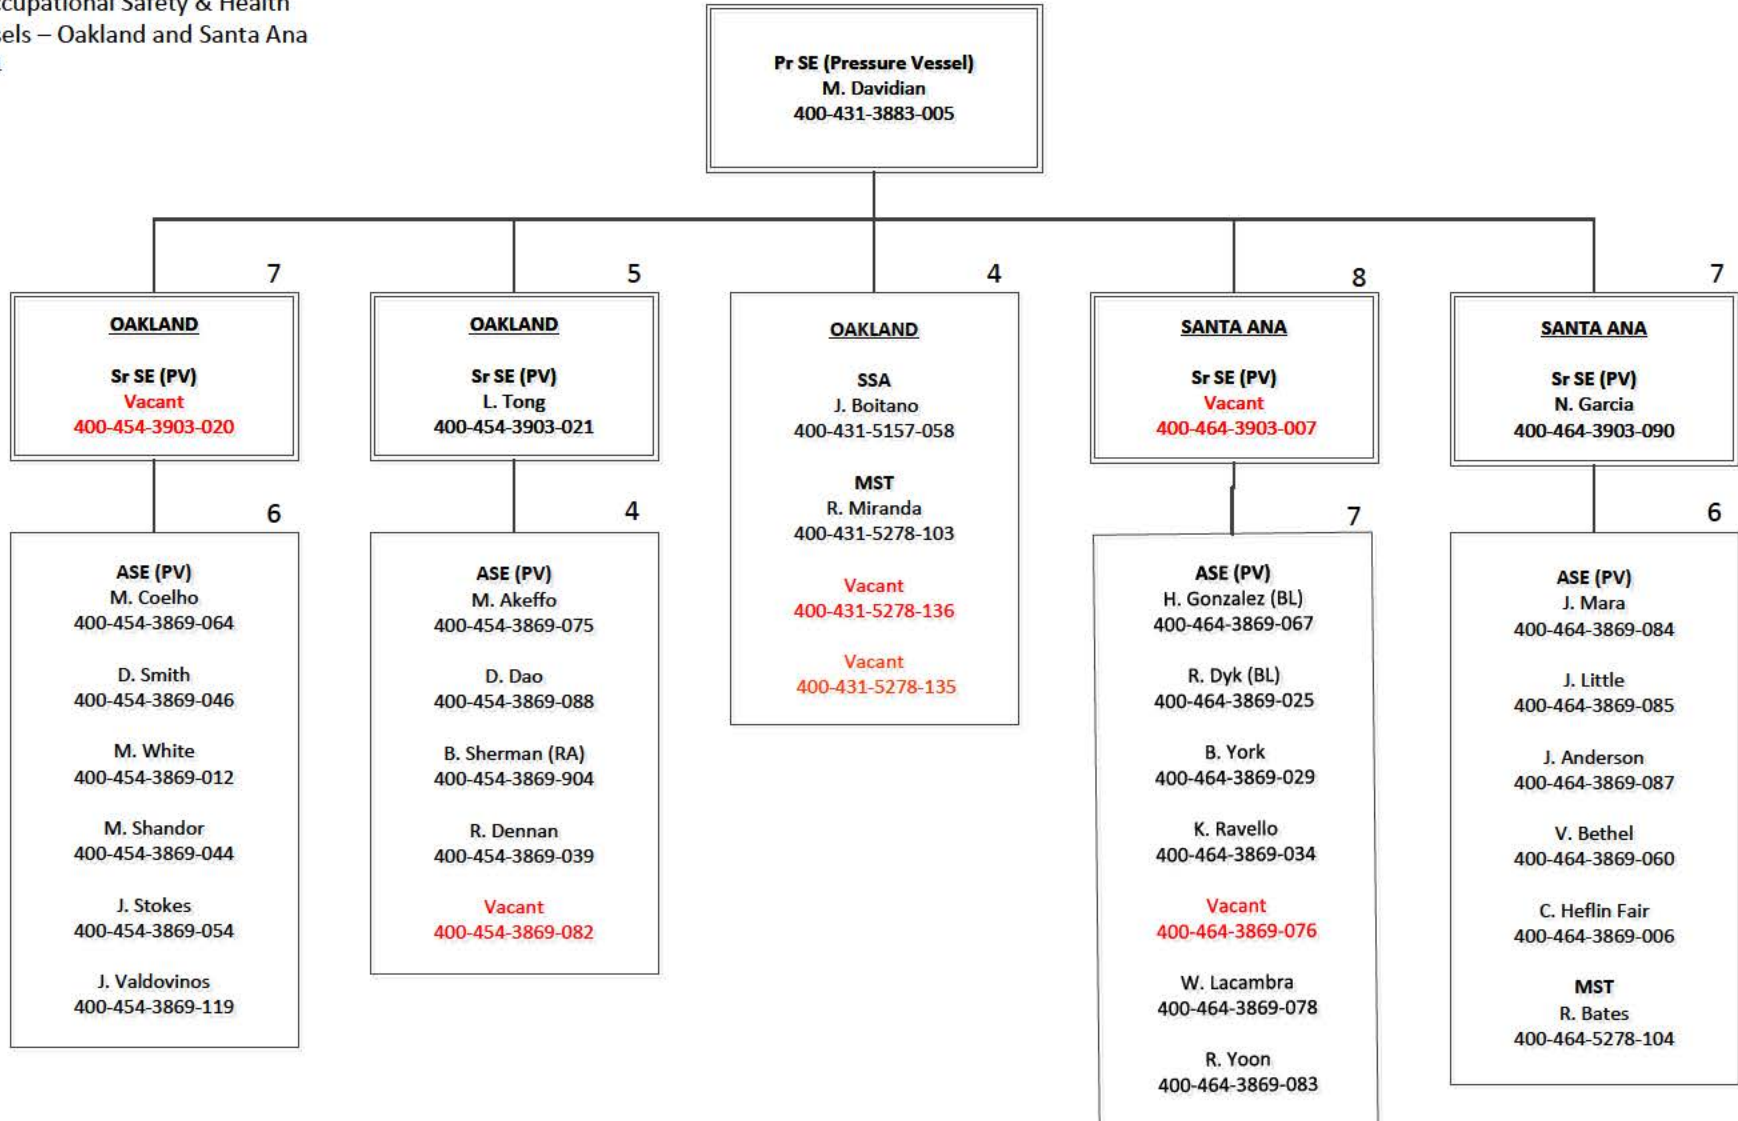 ccupational Safety & Health
sels – Oakland and Santa Ana
Pr SE (Pressure Vessel)
M. Davidian
400-431-3883-005
7
OAKLAND
Sr SE (PV)
Vacant
400-454-3903-020
6
ASE (PV)
M. Coelho
400-454-3869-064
D. Smith
400-454-3869-046
M. White
400-454-3869-012
M. Shandor
400-454-3869-044
J. Stokes
400-454-3869-054
J. Valdovinos
400-454-3869-119
5
OAKLAND
Sr SE (PV)
L. Tong
400-454-3903-021
4
ASE (PV)
M. Akeffo
400-454-3869-075
D. Dao
400-454-3869-088
B. Sherman (RA)
400-454-3869-904
R. Dennan
400-454-3869-039
Vacant
400-454-3869-082
4
OAKLAND
SSA
J. Boitano
400-431-5157-058
MST
R. Miranda
400-431-5278-103
Vacant
400-431-5278-136
Vacant
400-431-5278-135
8
SANTA ANA
Sr SE (PV)
Vacant
400-464-3903-007
7
ASE (PV)
H. Gonzalez (BL)
400-464-3869-067
R. Dyk (BL)
400-464-3869-025
B. York
400-464-3869-029
K. Ravello
400-464-3869-034
Vacant
400-464-3869-076
W. Lacambra
400-464-3869-078
R. Yoon
400-464-3869-083
7
SANTA ANA
Sr SE (PV)
N. Garcia
400-464-3903-090
6
ASE (PV)
J. Mara
400-464-3869-084
J. Little
400-464-3869-085
J. Anderson
400-464-3869-087
V. Bethel
400-464-3869-060
C. Heflin Fair
400-464-3869-006
MST
R. Bates
400-464-5278-104